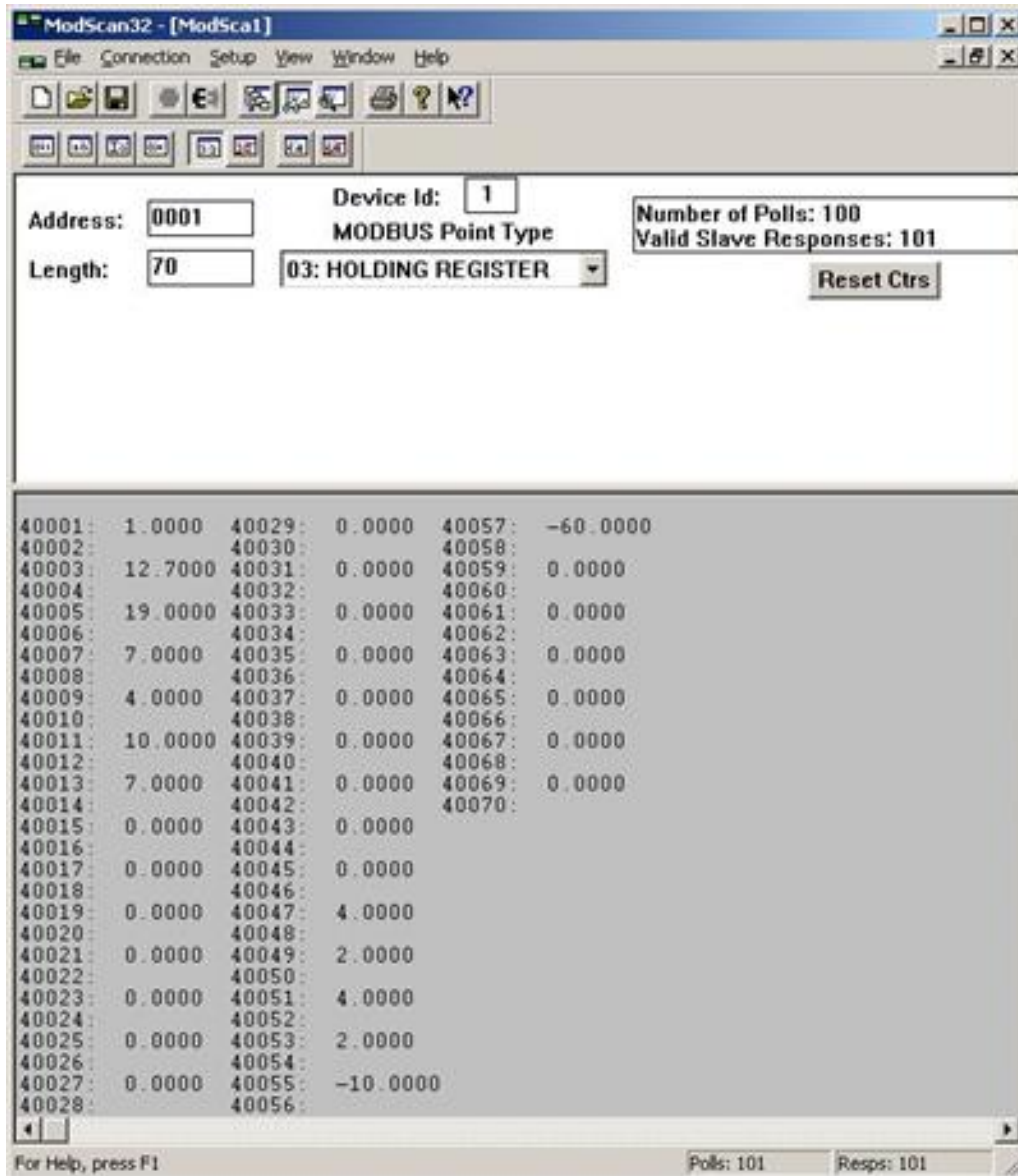 ModScan32 - [ModSca1]
File Connection Setup View Window Help
Device Id: 1
Address: 0001
MODBUS Point Type
Number of Polls: 100
Valid Slave Responses: 101
Length: 70
03: HOLDING REGISTER
Reset Ctrs
40001: 1.0000 40029: 0.0000 40057: -60.0000
40002: 40030: 40058:
40003: 12.7000 40031: 0.0000 40059: 0.0000
40004: 40032: 40060:
40005: 19.0000 40033: 0.0000 40061: 0.0000
40006: 40034: 40062:
40007: 7.0000 40035: 0.0000 40063: 0.0000
40008: 40036: 40064:
40009: 4.0000 40037: 0.0000 40065: 0.0000
40010: 40038: 40066:
40011: 10.0000 40039: 0.0000 40067: 0.0000
40012: 40040: 40068:
40013: 7.0000 40041: 0.0000 40069: 0.0000
40014: 40042: 40070:
40015: 0.0000 40043: 0.0000
40016: 40044:
40017: 0.0000 40045: 0.0000
40018: 40046:
40019: 0.0000 40047: 4.0000
40020: 40048:
40021: 0.0000 40049: 2.0000
40022: 40050:
40023: 0.0000 40051: 4.0000
40024: 40052:
40025: 0.0000 40053: 2.0000
40026: 40054:
40027: 0.0000 40055: -10.0000
40028: 40056:
For Help, press F1
Polls: 101
Resps: 101